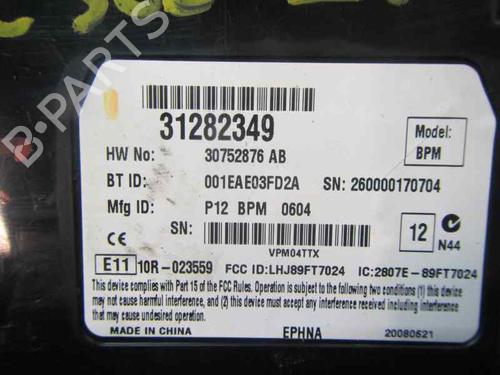 B-PARTS
31282349
Model:
BPM
HW No: 30752876 AB
BT ID: 001EAE03FD2A SN: 260000170704
Mfg ID: P12 BPM 0604
SN:
12
N44
VPM04TTX
E11 10R-023559 FCC ID:LHJ89FT7024 IC:2807E-89FT7024
This device complies with Part 15 of the FCC Rules. Operation is subject to the following two conditions: (1) this device
may not cause harmful interference, and (2) this device must accept any interference received, including interference that
may cause undesired operation.
MADE IN CHINA EPHNA 20080621